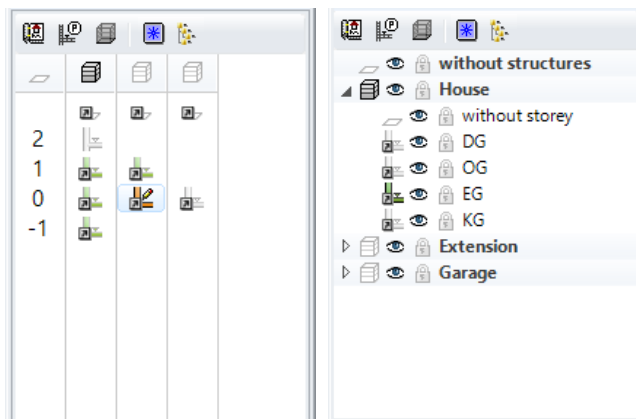 2
1
0
-1
without structures
House
without storey
DG
OG
EG
KG
Extension
Garage